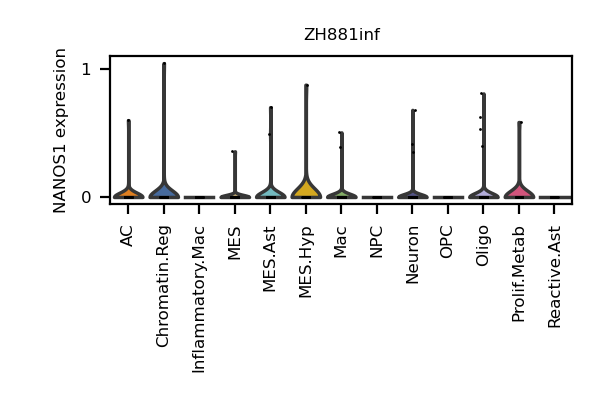 ZH881inf
NANOS1 expression
1
0
AC
Chromatin.Reg
Inflammatory.Mac
MES
MES.Ast
MES.Hyp
Mac
NPC
Neuron
OPC
Oligo
Prolif.Metab
Reactive.Ast